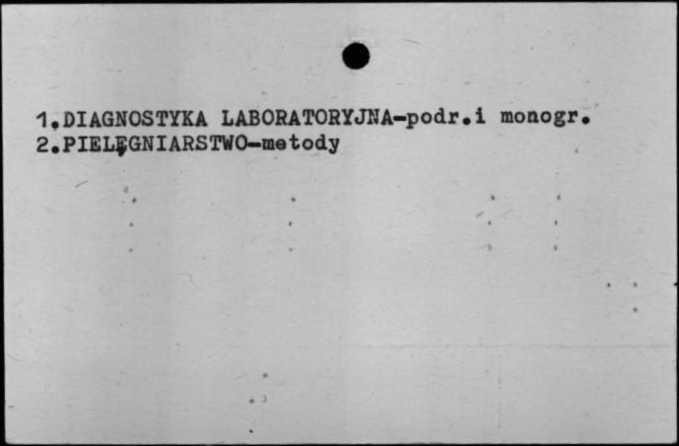 1.DIAGNOSTYKA LABORATORYJNA-podr.i monogr.
2.PIELĘGNIARSTWO-metody